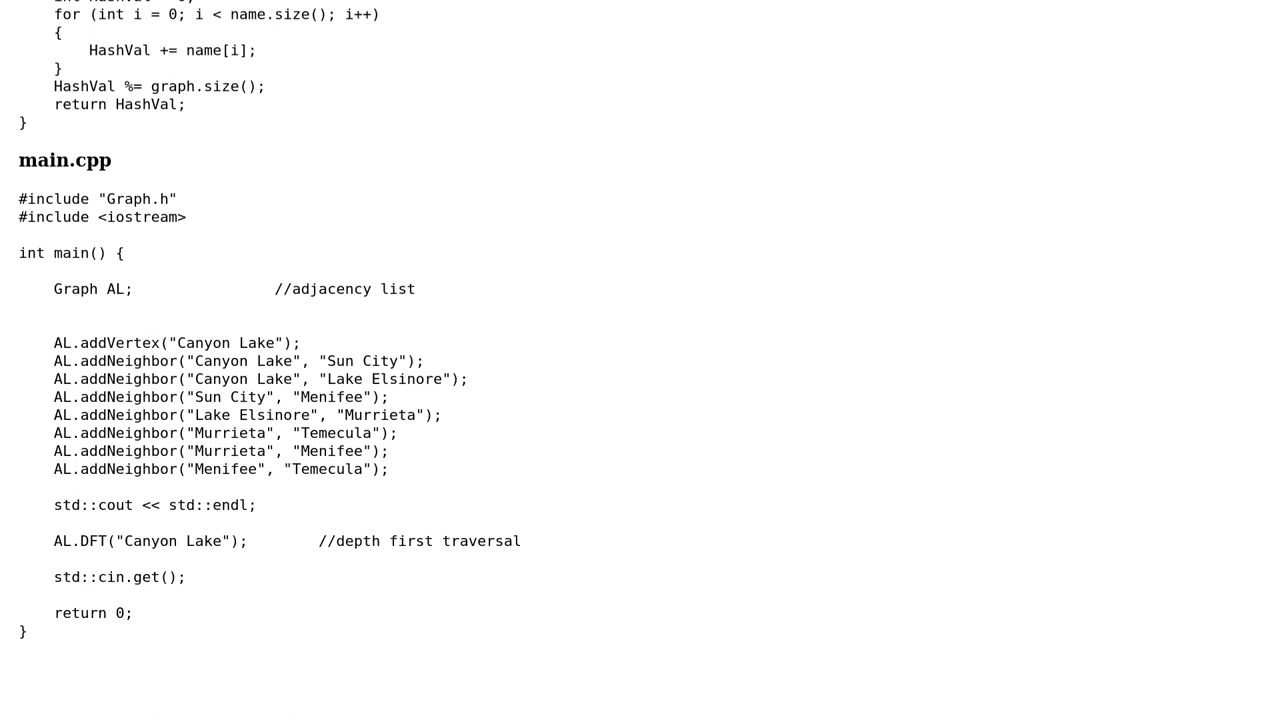 for (int i = 0; i < name.size(); i++)
{
HashVal += name[i];
}
HashVal %= graph.size();
return HashVal;
}
main.cpp
#include "Graph.h"
#include <iostream>
int main() {
Graph AL; //adjacency list
AL.addVertex("Canyon Lake");
AL.addNeighbor("Canyon Lake", "Sun City");
AL.addNeighbor("Canyon Lake", "Lake Elsinore");
AL.addNeighbor("Sun City", "Menifee");
AL.addNeighbor("Lake Elsinore", "Murrieta");
AL.addNeighbor("Murrieta", "Temecula");
AL.addNeighbor("Murrieta", "Menifee");
AL.addNeighbor("Menifee", "Temecula");
std::cout << std::endl;
AL.DFT("Canyon Lake"); //depth first traversal
std::cin.get();
return 0;
}